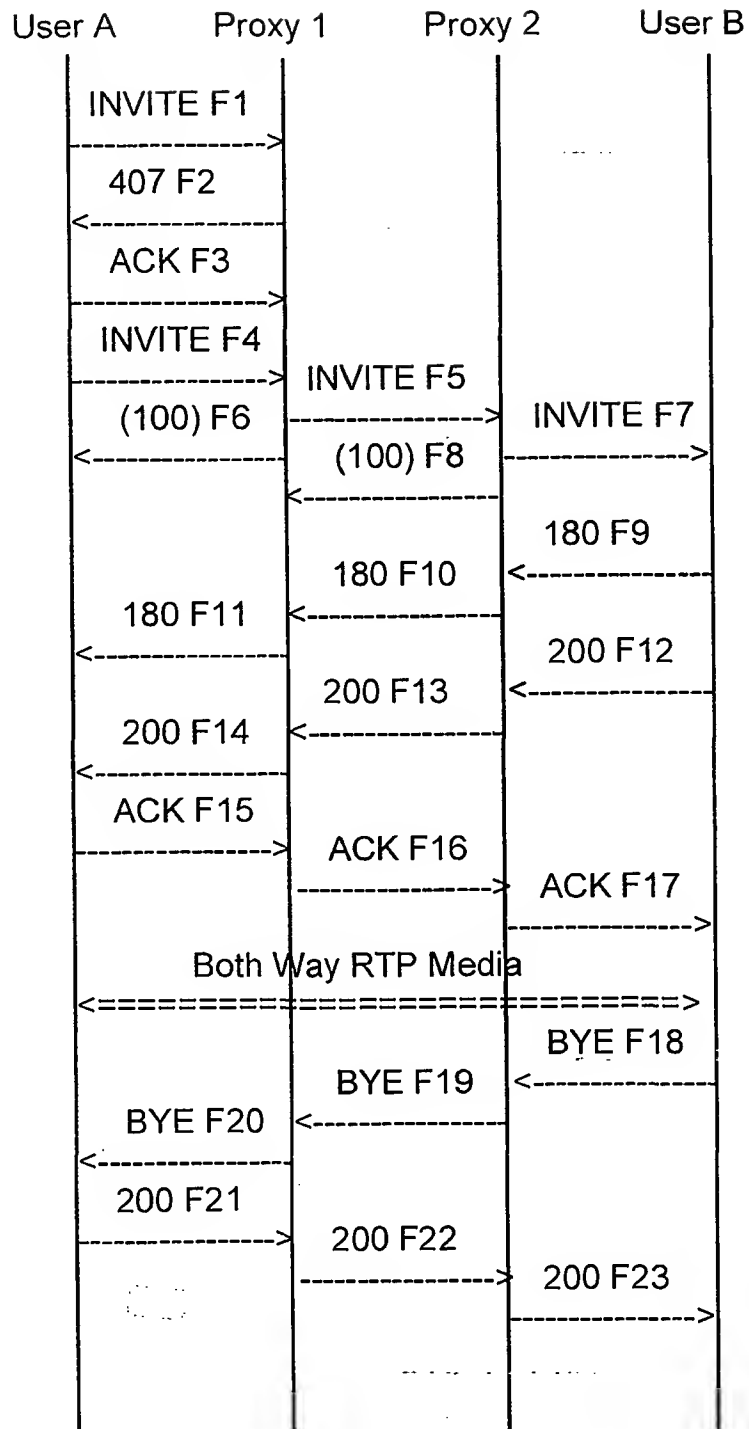 User A Proxy 1 Proxy 2 User B
INVITE F1
407 F2
ACK F3
INVITE F4
INVITE F5
(100) F6
INVITE F7
(100) F8
180 F9
180 F10
180 F11
200 F12
200 F13
200 F14
ACK F15
ACK F16
ACK F17
Both Way RTP Media
BYE F18
BYE F19
BYE F20
200 F21
200 F22
200 F23